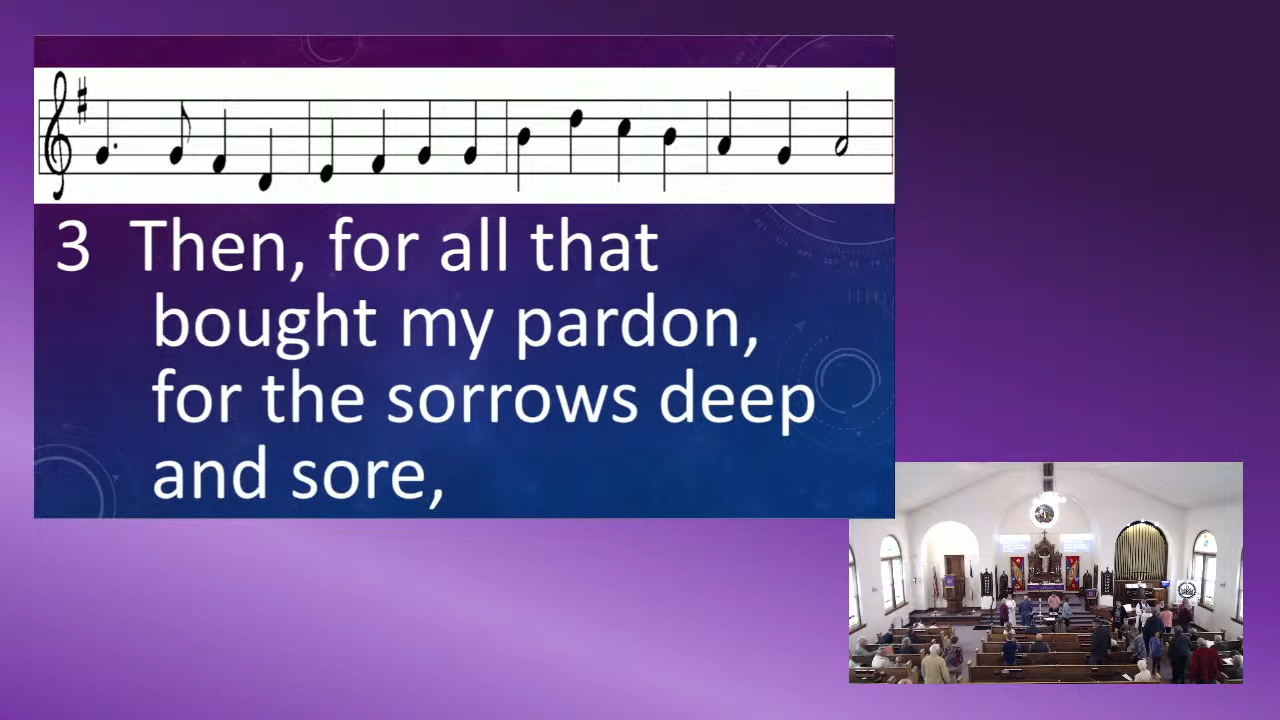 3 Then, for all that
bought my pardon,
for the sorrows deep
and sore,